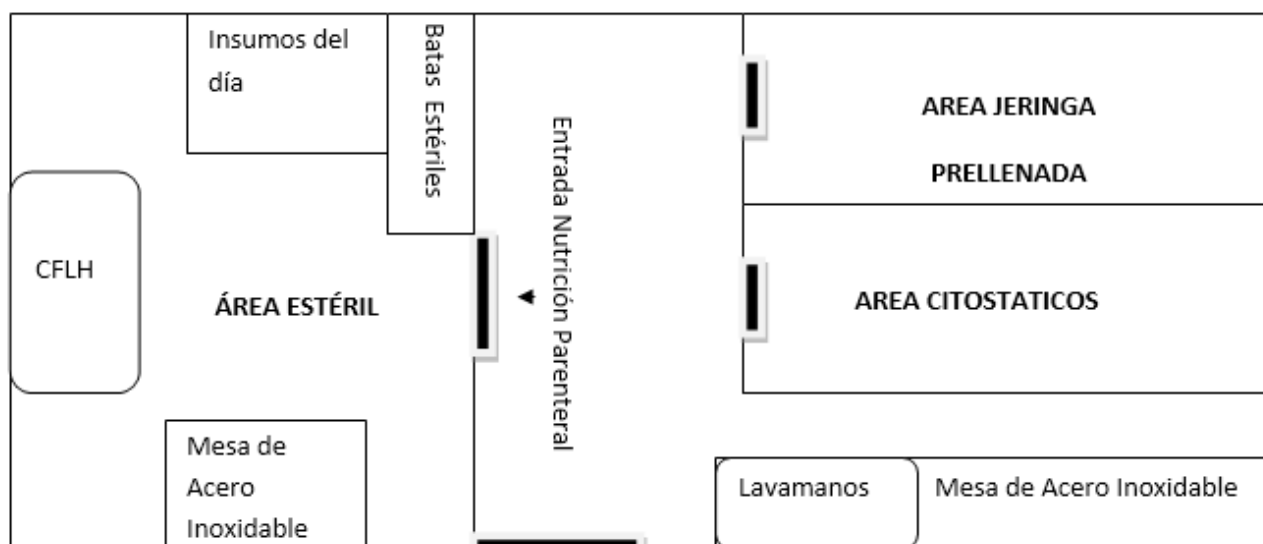 Insumos del
día
Batas Estériles
CFLH
ÁREA ESTÉRIL
Mesa de
Acero
Inoxidable
Entrada Nutrición Parenteral
AREA JERINGA
PRELLENADA
AREA CITOSTATICOS
Lavamanos
Mesa de Acero Inoxidable